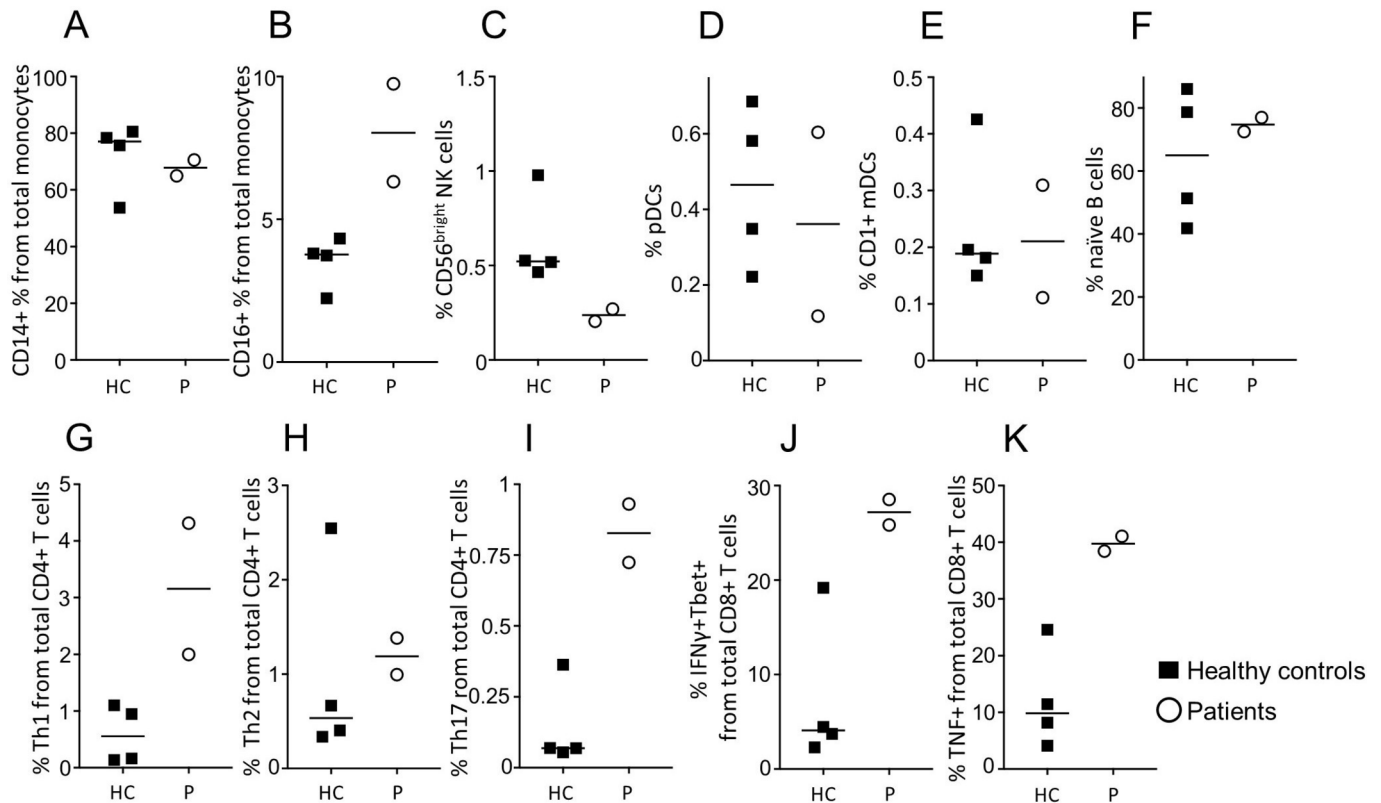 A
B
C
D
E
F
CD14+ % from total monocytes
100
80
60
40
20
0
HC
P
CD16+ % from total monocytes
10
5
0
HC
P
% CD56bright NK cells
1.5
1
0.5
0
HC
P
% pDCs
0.6
0.4
0.2
0
HC
P
% CD1+ mDCs
0.5
0.4
0.3
0.2
0.1
0
HC
P
% naïve B cells
80
60
40
20
0
HC
P
G
H
I
J
K
% Th1 from total CD4+ T cells
5
4
3
2
1
0
HC
P
% Th2 from total CD4+ T cells
3
2
1
0
HC
P
% Th17 rom total CD4+ T cells
1
0.75
0.5
0.25
0
HC
P
% IFNγ+Tbet+
from total CD8+ T cells
30
20
10
0
HC
P
% TNF+ from total CD8+ T cells
50
40
30
20
10
0
HC
P
Healthy controls
Patients